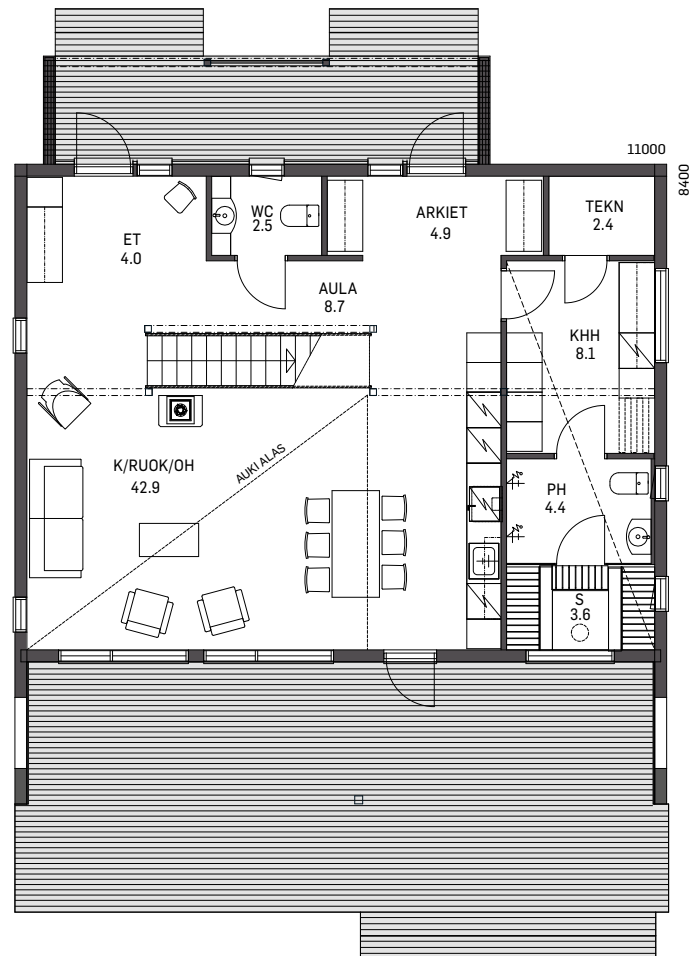 11000
8400
WC
2.5
ARKIET
4.9
TEKN
2.4
ET
4.0
AULA
8.7
KHH
8.1
AUKI ALAS
K/RUOK/OH
42.9
PH
4.4
S
3.6